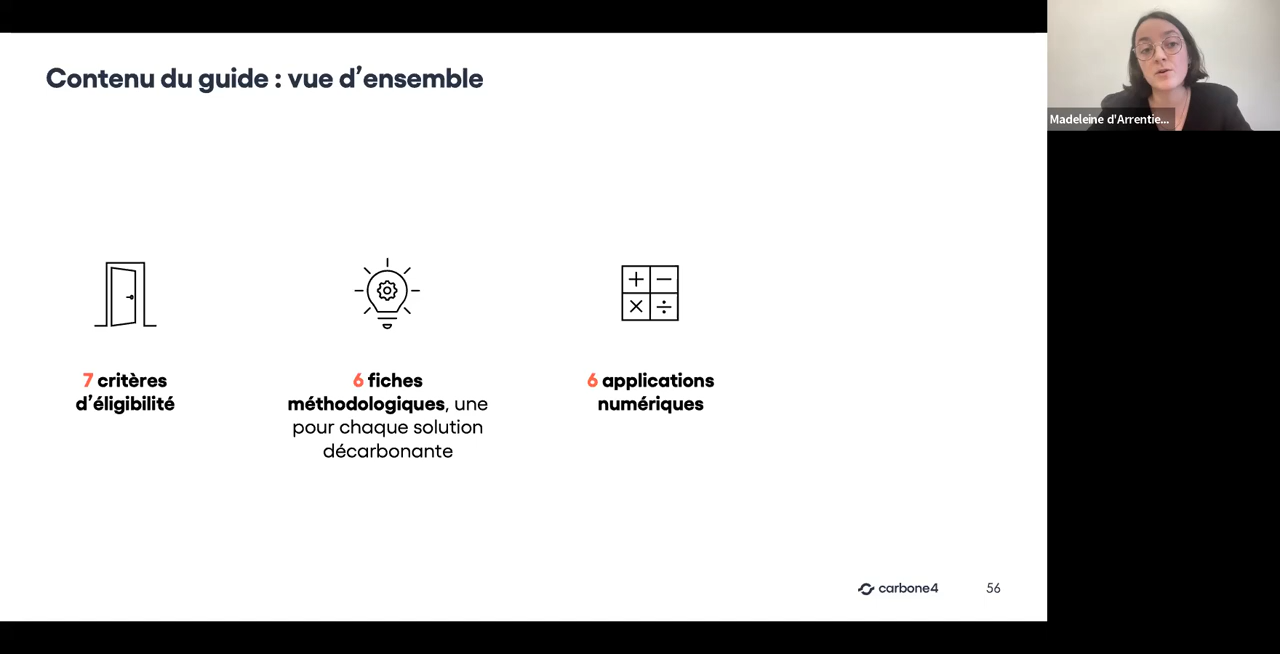 Contenu du guide : vue d’ensemble
Madeleine d'Arrentie...
7 critères
d’éligibilité
6 fiches
méthodologiques, une
pour chaque solution
décarbonante
6 applications
numériques
carbone4
56